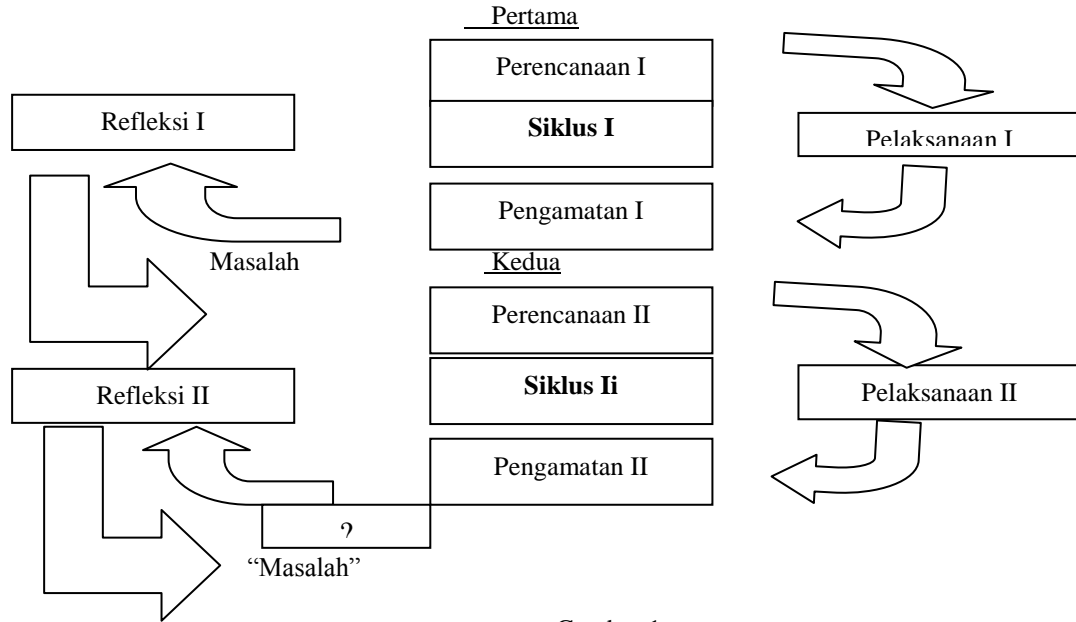 Pertama
Perencanaan I
Refleksi I
Siklus I
Pelaksanaan I
Pengamatan I
Masalah
Kedua
Perencanaan II
Refleksi II
Siklus Ii
Pelaksanaan II
Pengamatan II
?
“Masalah”